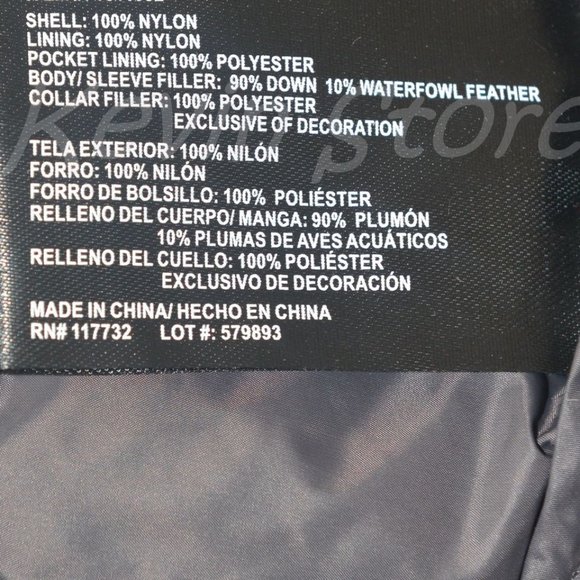 SHELL: 100% NYLON
LINING: 100% NYLON
POCKET LINING: 100% POLYESTER
BODY/ SLEEVE FILLER: 90% DOWN 10% WATERFOWL FEATHER
COLLAR FILLER: 100% POLYESTER
EXCLUSIVE OF DECORATION
TELA EXTERIOR: 100% NILÓN
FORRO: 100% NILÓN
FORRO DE BOLSILLO: 100% POLIÉSTER
RELLENO DEL CUERPO/ MANGA: 90% PLUMÓN
10% PLUMAS DE AVES ACUÁTICOS
RELLENO DEL CUELLO: 100% POLIÉSTER
EXCLUSIVO DE DECORACIÓN
MADE IN CHINA/ HECHO EN CHINA
RN# 117732 LOT #: 579893
store